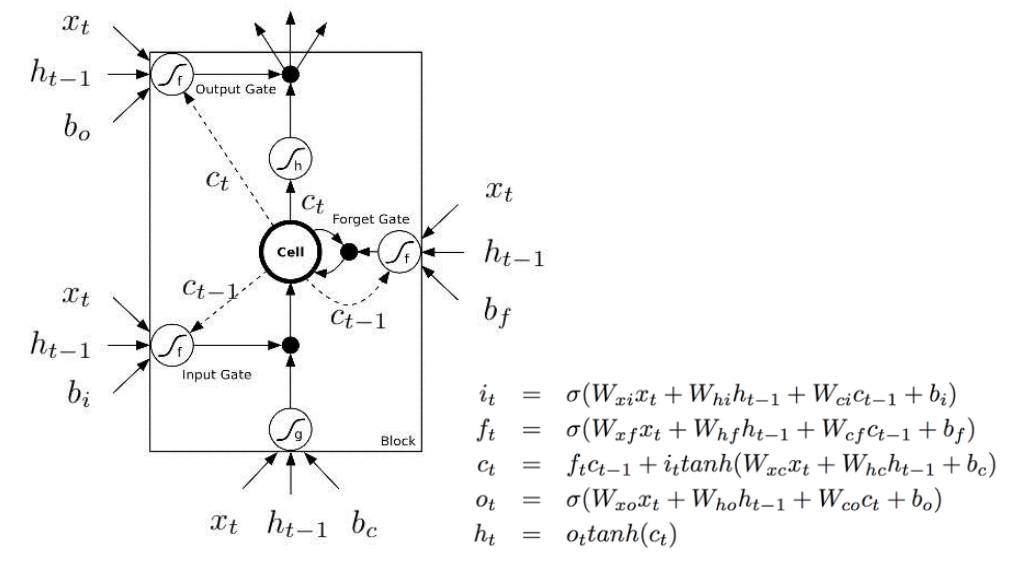 x_t
h_{t-1}
b_o
f
Output Gate
h
c_t
c_t
Forget Gate
x_t
Cell
f
h_{t-1}
c_{t-1}
c_{t-1}
b_f
x_t
h_{t-1}
b_i
f
Input Gate
g
Block
x_t h_{t-1} b_c
i_t = σ(W_{xi}x_t + W_{hi}h_{t-1} + W_{ci}c_{t-1} + b_i)
f_t = σ(W_{xf}x_t + W_{hf}h_{t-1} + W_{cf}c_{t-1} + b_f)
c_t = f_tc_{t-1} + i_ttanh(W_{xc}x_t + W_{hc}h_{t-1} + b_c)
o_t = σ(W_{xo}x_t + W_{ho}h_{t-1} + W_{co}c_t + b_o)
h_t = o_ttanh(c_t)